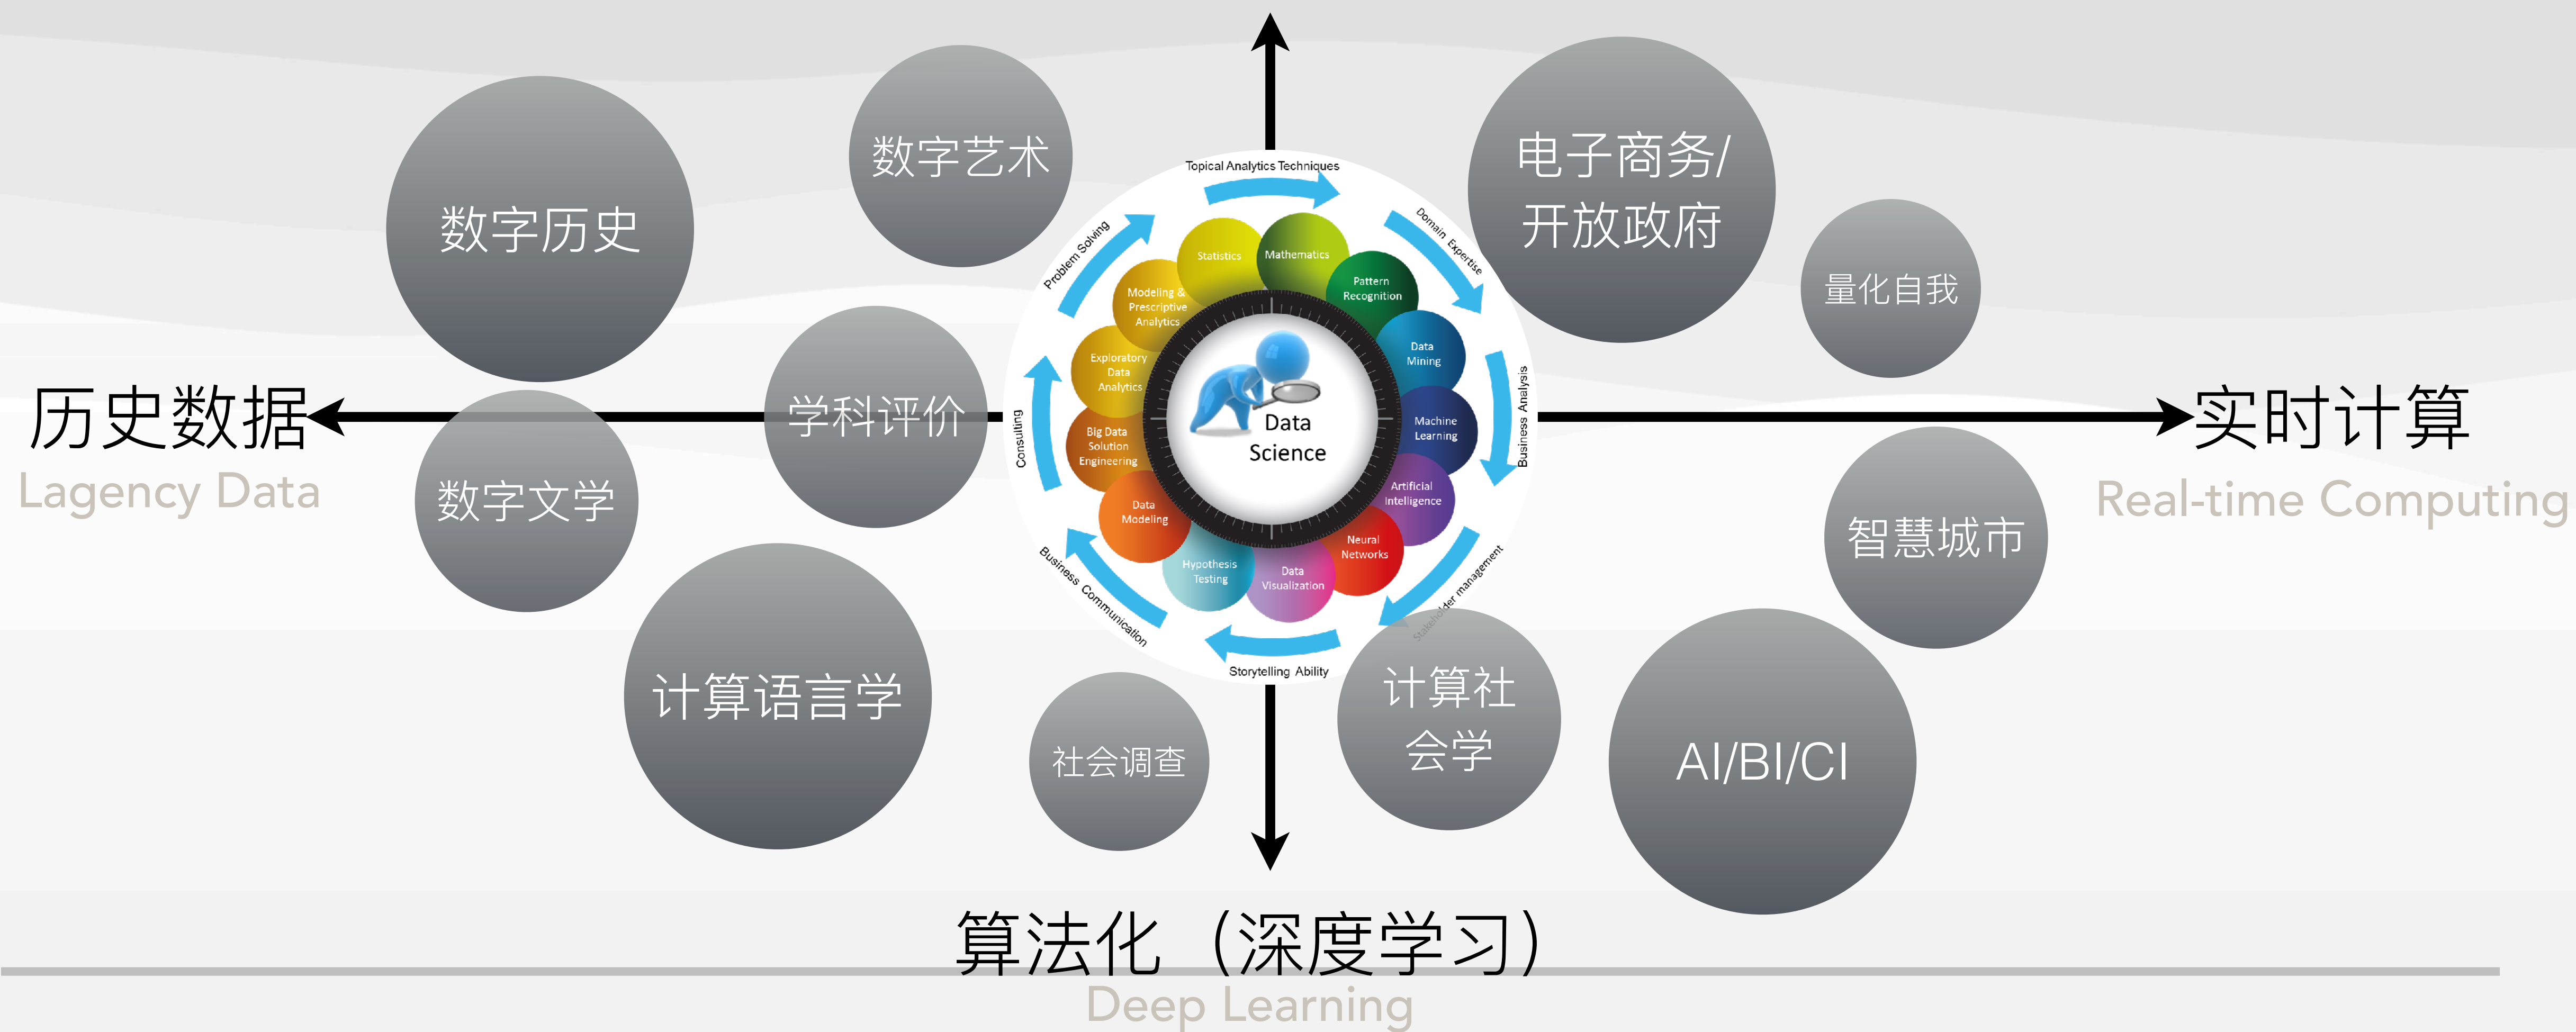 数字历史
数字艺术
电子商务/
开放政府
量化自我
历史数据
Lagency Data
数字文学
学科评价
实时计算
Real-time Computing
智慧城市
计算语言学
社会调查
计算社
会学
AI/BI/CI
Topical Analytics Techniques
Domain Expertise
Business Analysis
Stakeholder management
Storytelling Ability
Business Communication
Consulting
Problem Solving
Statistics
Mathematics
Pattern
Recognition
Data
Mining
Machine
Learning
Artificial
Intelligence
Neural
Networks
Data
Visualization
Hypothesis
Testing
Data
Modeling
Big Data
Solution
Engineering
Exploratory
Data
Analytics
Modeling &
Prescriptive
Analytics
Data
Science
算法化（深度学习）
Deep Learning